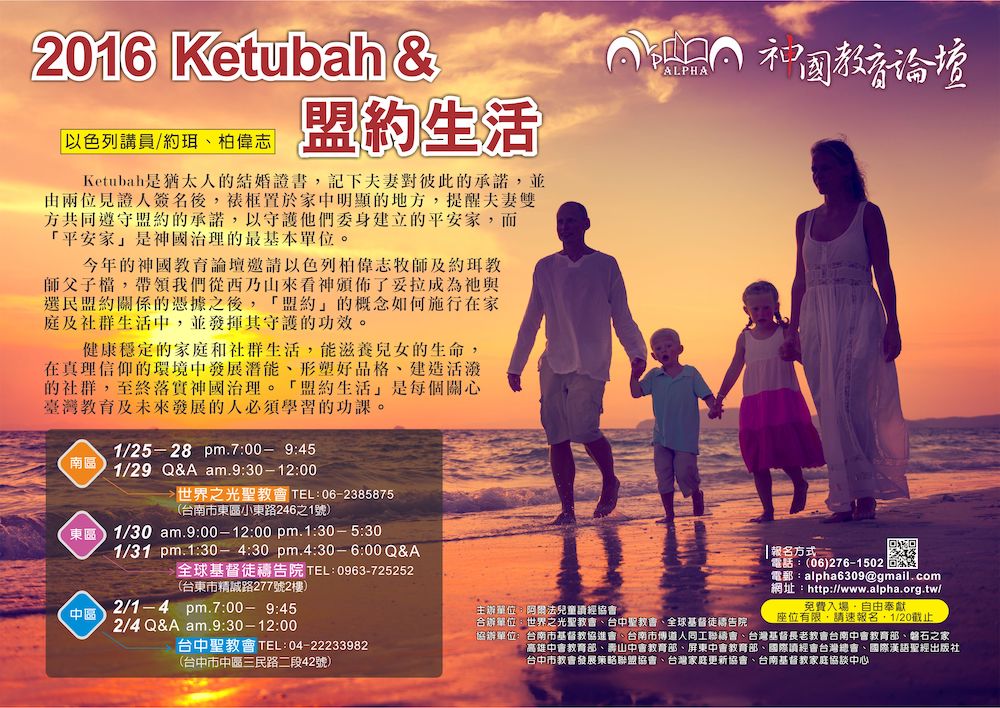 2016 Ketubah &
盟約生活
αlpha
ALPHA
神國教育論壇
以色列講員/約珥、柏偉志
Ketubah是猶太人的結婚證書，記下夫妻對彼此的承諾，並
由兩位見證人簽名後，裱框置於家中明顯的地方，提醒夫妻雙
方共同遵守盟約的承諾，以守護他們委身建立的平安家，而
「平安家」是神國治理的最基本單位。
今年的神國教育論壇邀請以色列柏偉志牧師及約珥教
師父子檔，帶領我們從西乃山來看神頒佈了妥拉成為祂與
選民盟約關係的憑據之後，「盟約」的概念如何施行在家
庭及社群生活中，並發揮其守護的功效。
健康穩定的家庭和社群生活，能滋養兒女的生命，
在真理信仰的環境中發展潛能、形塑好品格、建造活潑
的社群，至終落實神國治理。「盟約生活」是每個關心
臺灣教育及未來發展的人必須學習的功課。
南區
1/25－28 pm.7:00－ 9:45
1/29 Q&A am.9:30－12:00
世界之光聖教會 TEL:06-2385875
(台南市東區小東路246之1號)
東區
1/30 am.9:00－12:00 pm.1:30－5:30
1/31 pm.1:30－ 4:30 pm.4:30－6:00 Q&A
全球基督徒禱告院 TEL:0963-725252
(台東市精誠路277號2樓)
中區
2/1－4 pm.7:00－ 9:45
2/4 Q&A am.9:30－12:00
台中聖教會 TEL:04-22233982
(台中市中區三民路二段42號)
報名方式
電話：(06)276-1502
電郵：alpha6309@gmail.com
網址：http://www.alpha.org.tw/
免費入場，自由奉獻
座位有限，請速報名，1/20截止
主辦單位：阿爾法兒童讀經協會
合辦單位：世界之光聖教會、台中聖教會、全球基督徒禱告院
協辦單位：台南市基督教協進會、台南市傳道人同工聯禱會、台灣基督長老教會台南中會教育部、磐石之家
高雄中會教育部、壽山中會教育部、屏東中會教育部、國際讀經會台灣總會、國際漢語聖經出版社
台中市教會發展策略聯盟協會、台灣家庭更新協會、台南基督教家庭協談中心